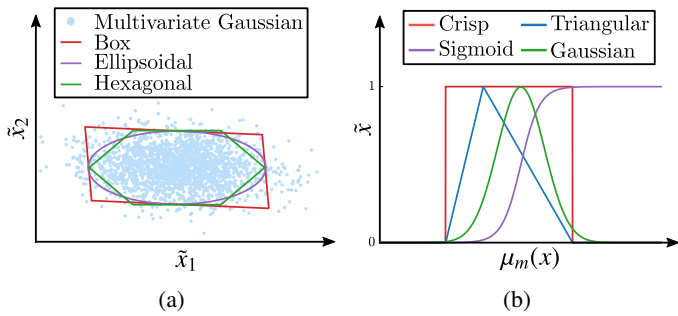 Multivariate Gaussian
Box
Ellipsoidal
Hexagonal
x̃₂
x̃₁
(a)
Crisp Triangular
Sigmoid Gaussian
1
x̃
0
μₘ(x)
(b)